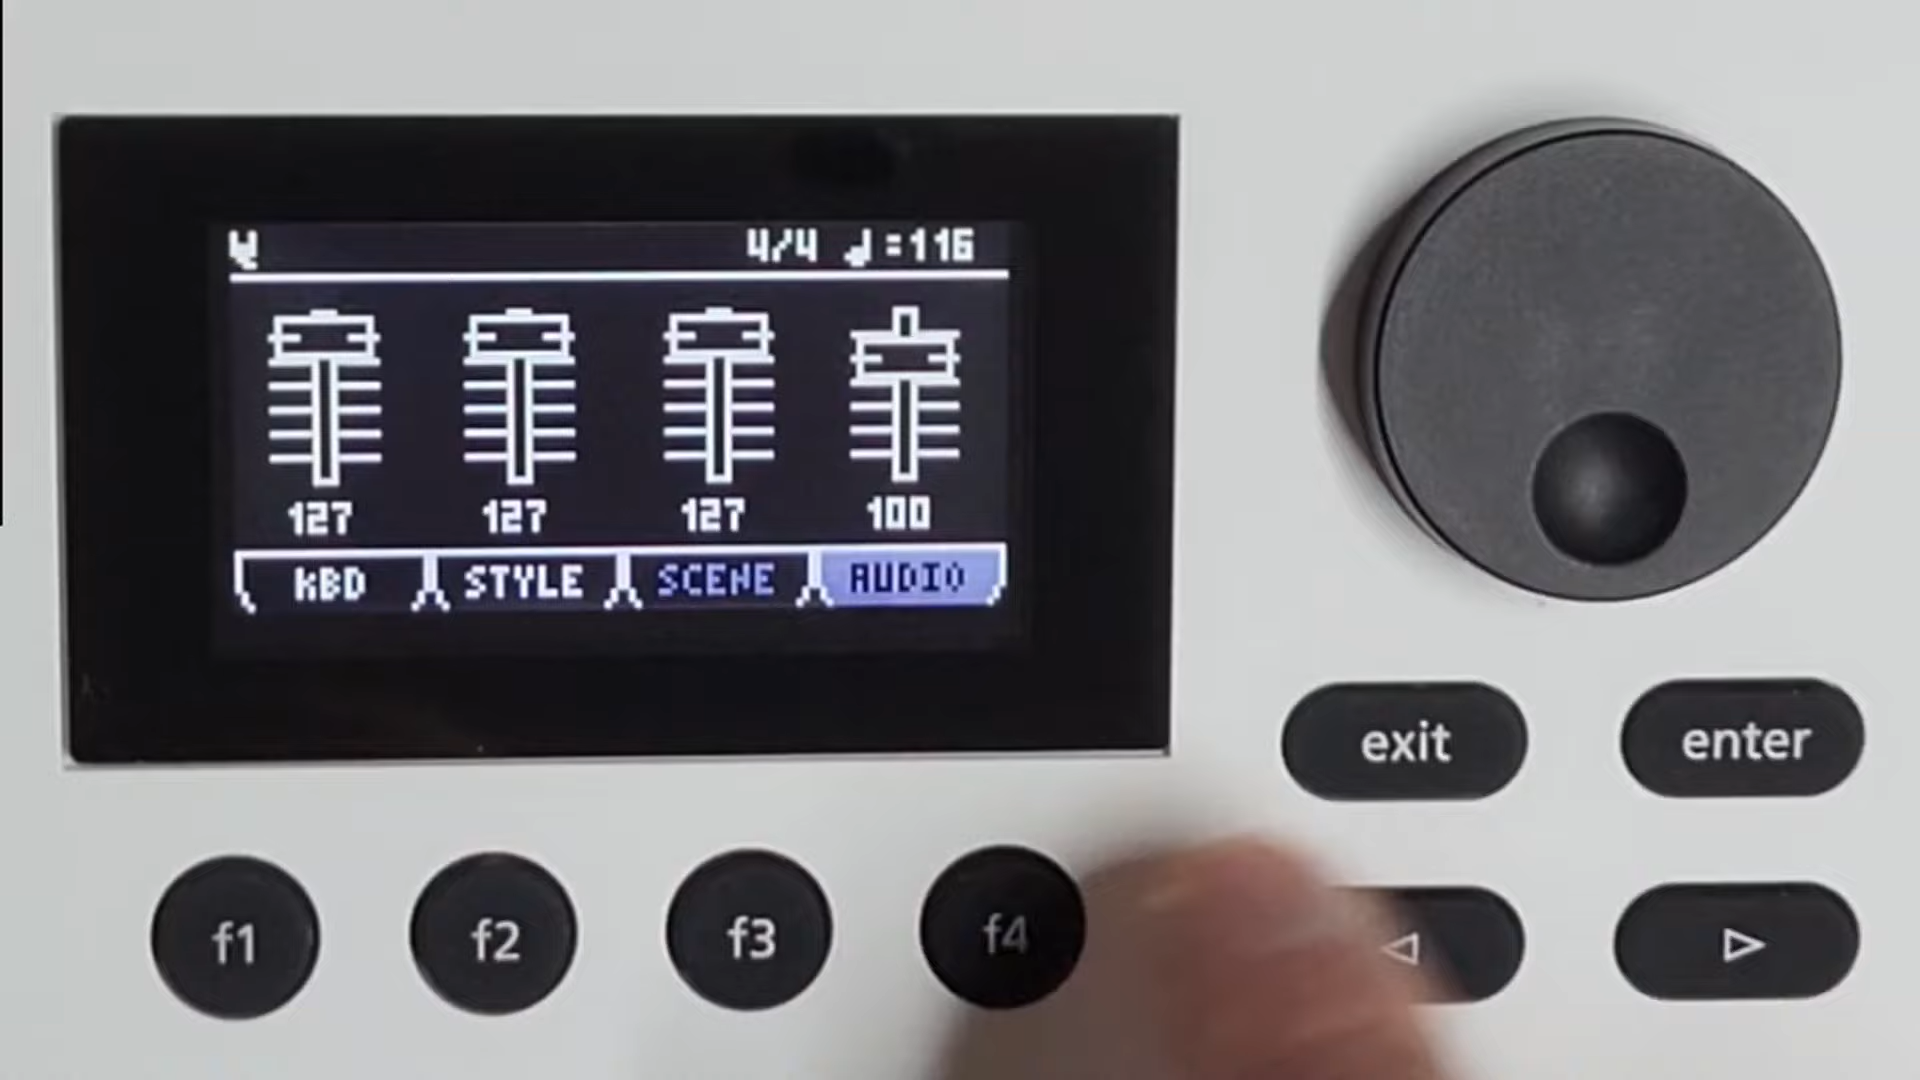 4/4 ♩=116
127 127 127 100
KBD STYLE SCENE AUDIO
exit enter
f1 f2 f3 f4